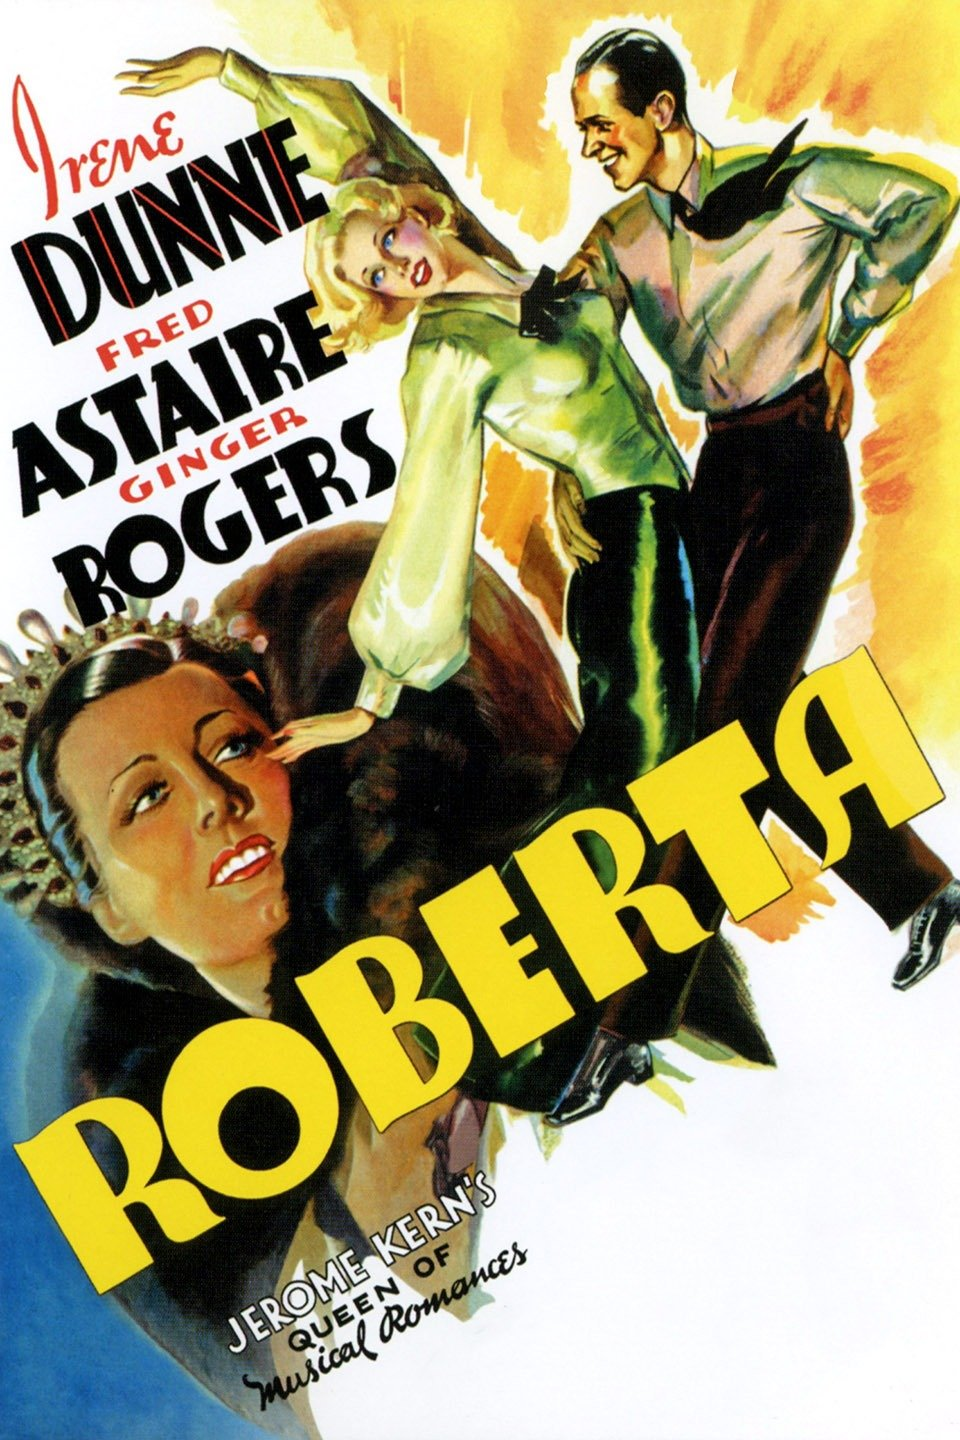 Irene
DUNNE
FRED
ASTAIRE
GINGER
ROGERS
ROBERTA
JEROME KERN'S
QUEEN OF
Musical Romances